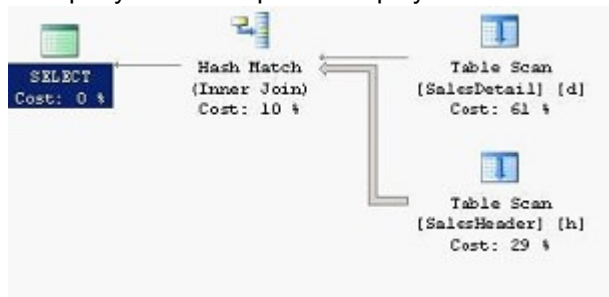 SELECT
Cost: 0 %
Hash Match
(Inner Join)
Cost: 10 %
Table Scan
[SalesDetail] [d]
Cost: 61 %
Table Scan
[SalesHeader] [h]
Cost: 29 %